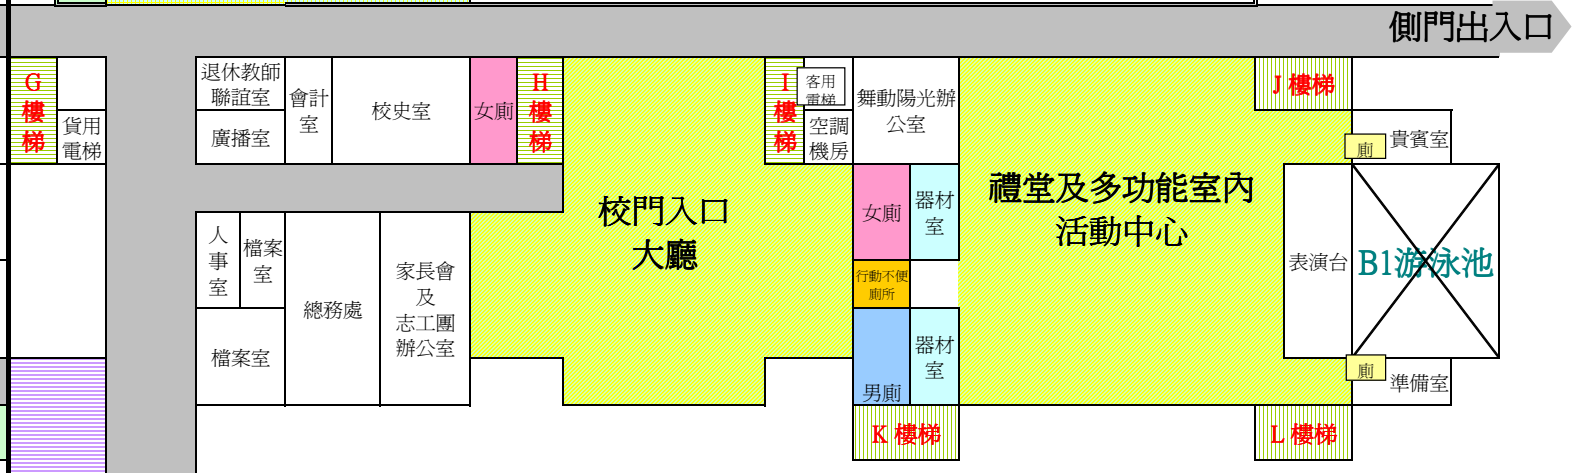 側門出入口
G
樓
梯
貨用
電梯
退休教師
聯誼室
廣播室
會計
室
校史室
女廁
H
樓
梯
I
樓
梯
客用
電梯
空調
機房
舞動陽光辦
公室
J 樓梯
廁
貴賓室
校門入口
大廳
女廁
器材
室
禮堂及多功能室內
活動中心
表演台
B1游泳池
人
事
室
檔案
室
總務處
家長會
及
志工團
辦公室
檔案室
行動不便
廁所
男廁
器材
室
廁
準備室
K 樓梯
L 樓梯